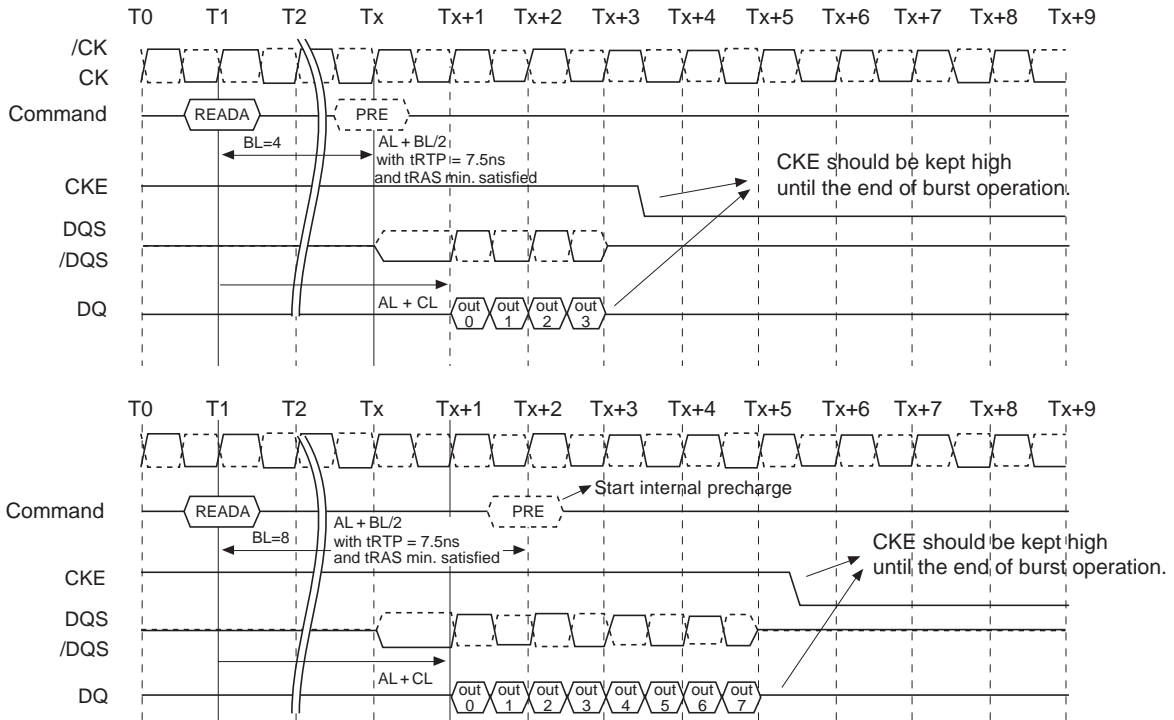 T0 T1 T2 Tx Tx+1 Tx+2 Tx+3 Tx+4 Tx+5 Tx+6 Tx+7 Tx+8 Tx+9
/CK
CK
Command READA PRE
BL=4 AL + BL/2
with tRTP = 7.5ns
and tRAS min. satisfied
CKE should be kept high
until the end of burst operation.
CKE
DQS
/DQS
AL + CL
DQ out 0 out 1 out 2 out 3
T0 T1 T2 Tx Tx+1 Tx+2 Tx+3 Tx+4 Tx+5 Tx+6 Tx+7 Tx+8 Tx+9
Start internal precharge
Command READA PRE
BL=8 AL + BL/2
with tRTP = 7.5ns
and tRAS min. satisfied
CKE should be kept high
until the end of burst operation.
CKE
DQS
/DQS
AL + CL
DQ out 0 out 1 out 2 out 3 out 4 out 5 out 6 out 7